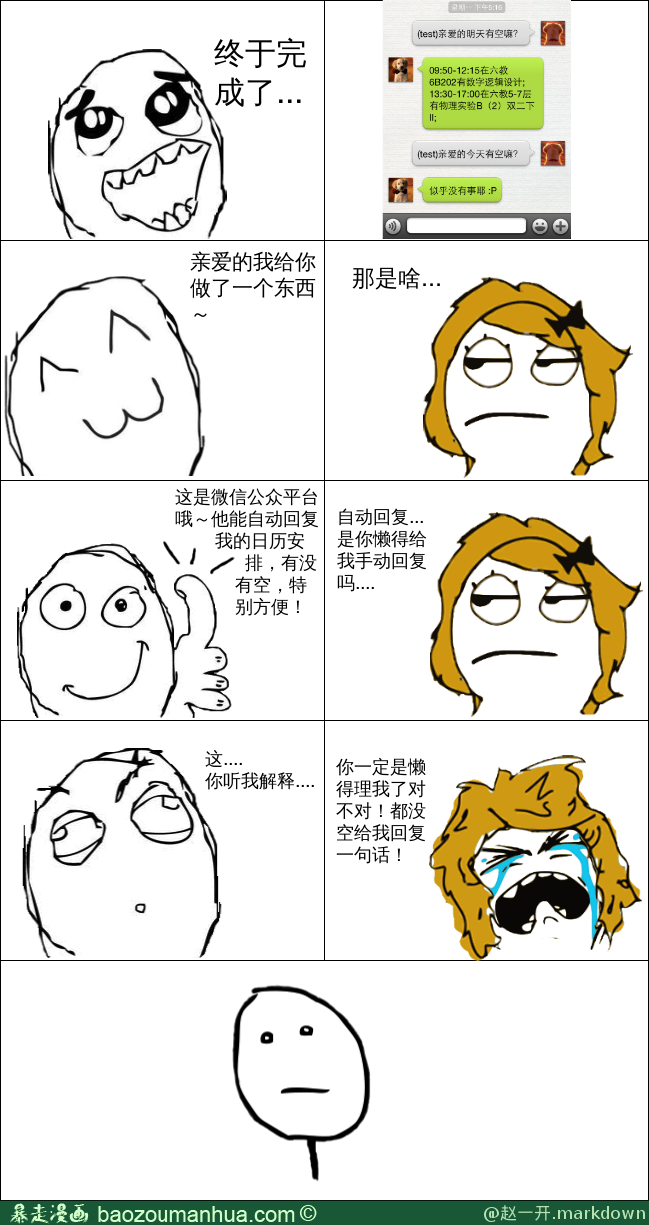 终于完
成了...
星期一 下午5:18
(test)亲爱的明天有空嘛？
09:50-12:15在六教
6B202有数字逻辑设计;
13:30-17:00在六教5-7层
有物理实验B（2）双二下
II;
(test)亲爱的今天有空嘛？
似乎没有事耶 :P
亲爱的我给你
做了一个东西
～
那是啥...
这是微信公众平台
哦～他能自动回复
我的日历安
排，有没
有空，特
别方便！
自动回复...
是你懒得给
我手动回复
吗....
这....
你听我解释....
你一定是懒
得理我了对
不对！都没
空给我回复
一句话！
暴走漫画 baozoumanhua.com ©
@赵一开.markdown